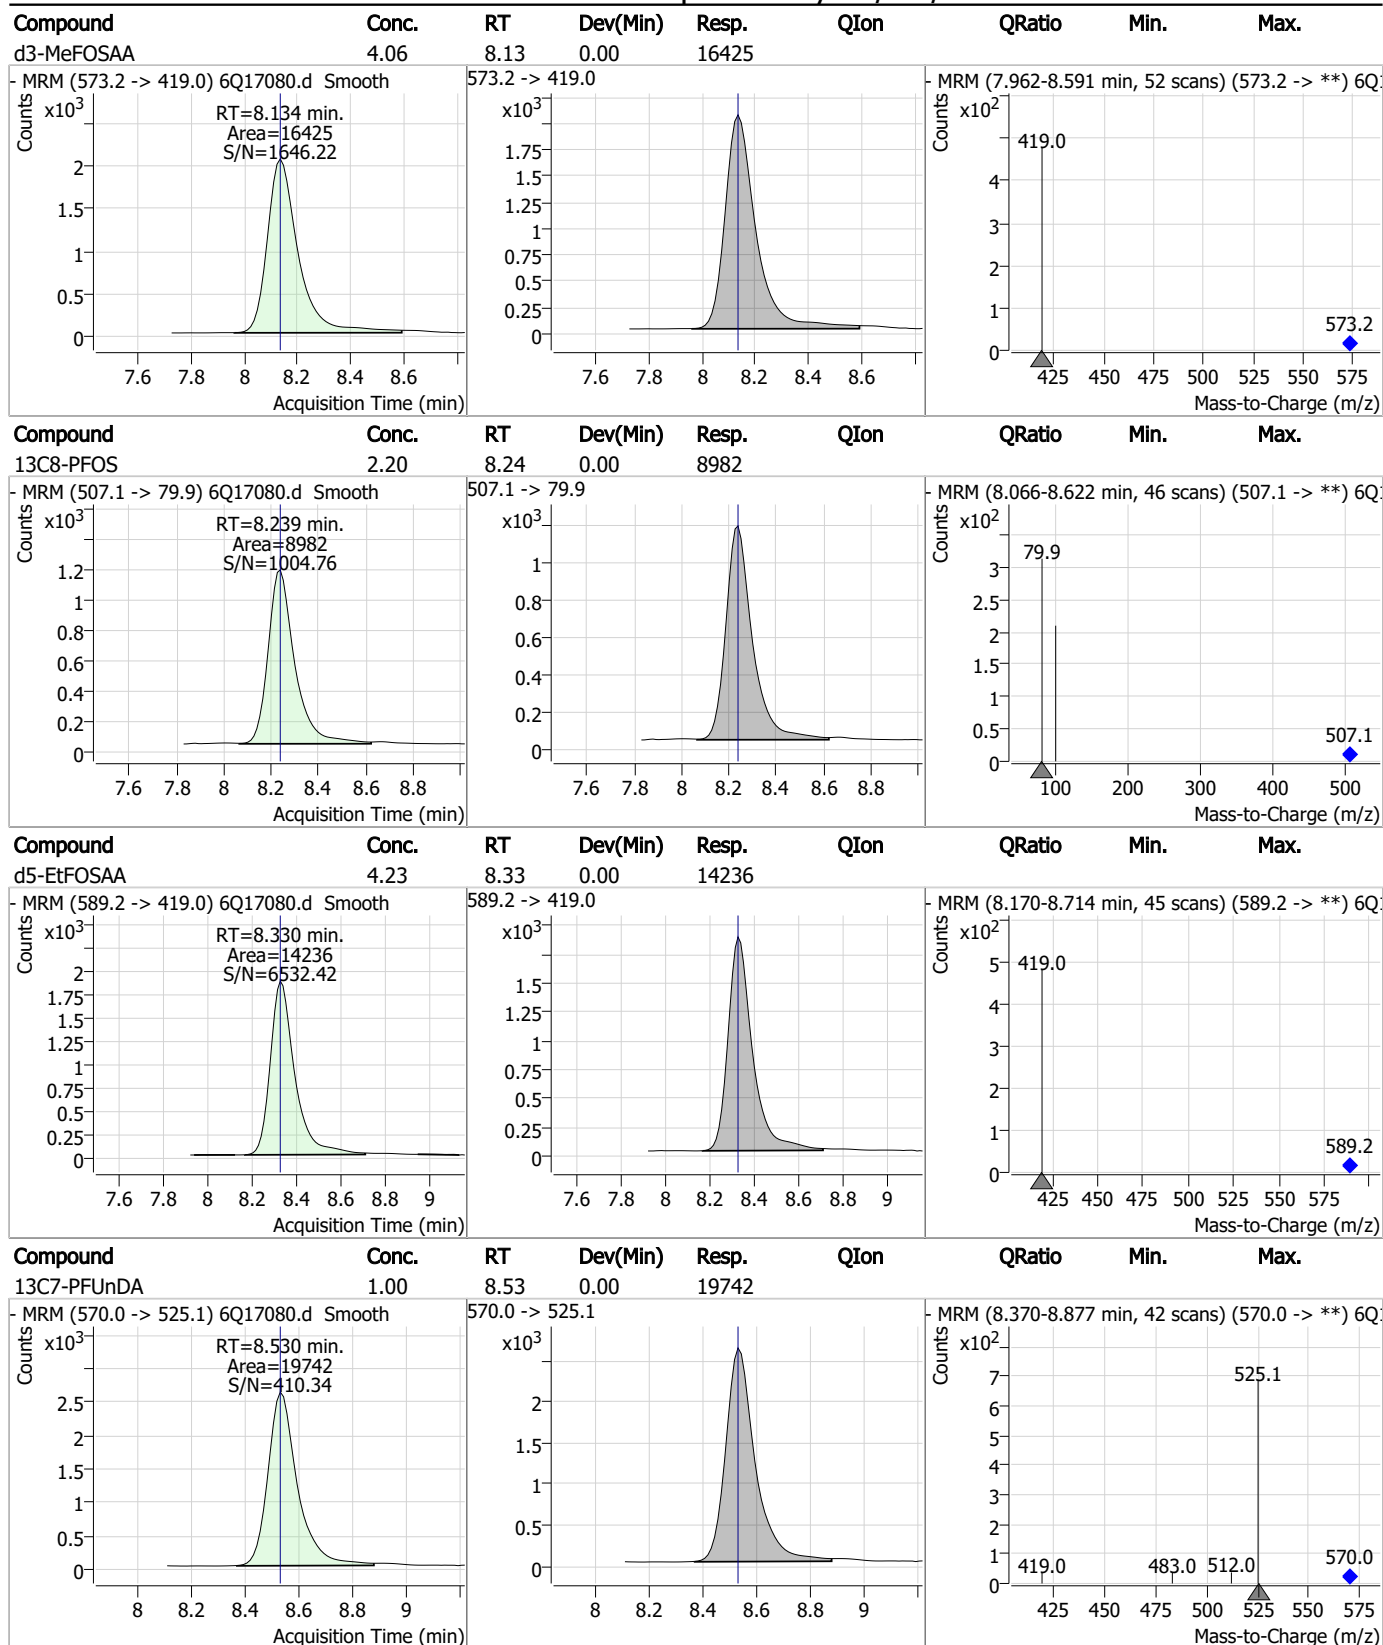 Compound Conc. RT Dev(Min) Resp. QIon QRatio Min. Max.
d3-MeFOSAA 4.06 8.13 0.00 16425
- MRM (573.2 -> 419.0) 6Q17080.d Smooth
Counts
x10³
RT=8.134 min.
Area=16425
S/N=1646.22
2
1.5
1
0.5
0
7.6 7.8 8 8.2 8.4 8.6
Acquisition Time (min)
573.2 -> 419.0
x10³
1.75
1.5
1.25
1
0.75
0.5
0.25
0
7.6 7.8 8 8.2 8.4 8.6
- MRM (7.962-8.591 min, 52 scans) (573.2 -> **) 6Q
Counts
x10²
419.0
4
3
2
1
0
573.2
425 450 475 500 525 550 575
Mass-to-Charge (m/z)
Compound Conc. RT Dev(Min) Resp. QIon QRatio Min. Max.
13C8-PFOS 2.20 8.24 0.00 8982
- MRM (507.1 -> 79.9) 6Q17080.d Smooth
Counts
x10³
RT=8.239 min.
Area=8982
S/N=1004.76
1.2
1
0.8
0.6
0.4
0.2
0
7.6 7.8 8 8.2 8.4 8.6 8.8
Acquisition Time (min)
507.1 -> 79.9
x10³
1
0.8
0.6
0.4
0.2
0
7.6 7.8 8 8.2 8.4 8.6 8.8
- MRM (8.066-8.622 min, 46 scans) (507.1 -> **) 6Q
Counts
x10²
79.9
3
2.5
2
1.5
1
0.5
0
507.1
100 200 300 400 500
Mass-to-Charge (m/z)
Compound Conc. RT Dev(Min) Resp. QIon QRatio Min. Max.
d5-EtFOSAA 4.23 8.33 0.00 14236
- MRM (589.2 -> 419.0) 6Q17080.d Smooth
Counts
x10³
RT=8.330 min.
Area=14236
S/N=6532.42
2
1.75
1.5
1.25
1
0.75
0.5
0.25
0
7.6 7.8 8 8.2 8.4 8.6 8.8 9
Acquisition Time (min)
589.2 -> 419.0
x10³
1.5
1.25
1
0.75
0.5
0.25
0
7.6 7.8 8 8.2 8.4 8.6 8.8 9
- MRM (8.170-8.714 min, 45 scans) (589.2 -> **) 6Q
Counts
x10²
5
419.0
4
3
2
1
0
589.2
425 450 475 500 525 550 575
Mass-to-Charge (m/z)
Compound Conc. RT Dev(Min) Resp. QIon QRatio Min. Max.
13C7-PFUnDA 1.00 8.53 0.00 19742
- MRM (570.0 -> 525.1) 6Q17080.d Smooth
Counts
x10³
RT=8.530 min.
Area=19742
S/N=410.34
2.5
2
1.5
1
0.5
0
8 8.2 8.4 8.6 8.8 9
Acquisition Time (min)
570.0 -> 525.1
x10³
2
1.5
1
0.5
0
8 8.2 8.4 8.6 8.8 9
- MRM (8.370-8.877 min, 42 scans) (570.0 -> **) 6Q
Counts
x10²
7
525.1
6
5
4
3
2
1
0
419.0 483.0 512.0 570.0
425 450 475 500 525 550 575
Mass-to-Charge (m/z)